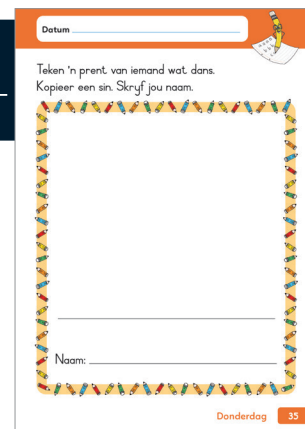 Datum
Teken 'n prent van iemand wat dans.
Kopieer een sin. Skryf jou naam.
Naam:
Donderdag 35